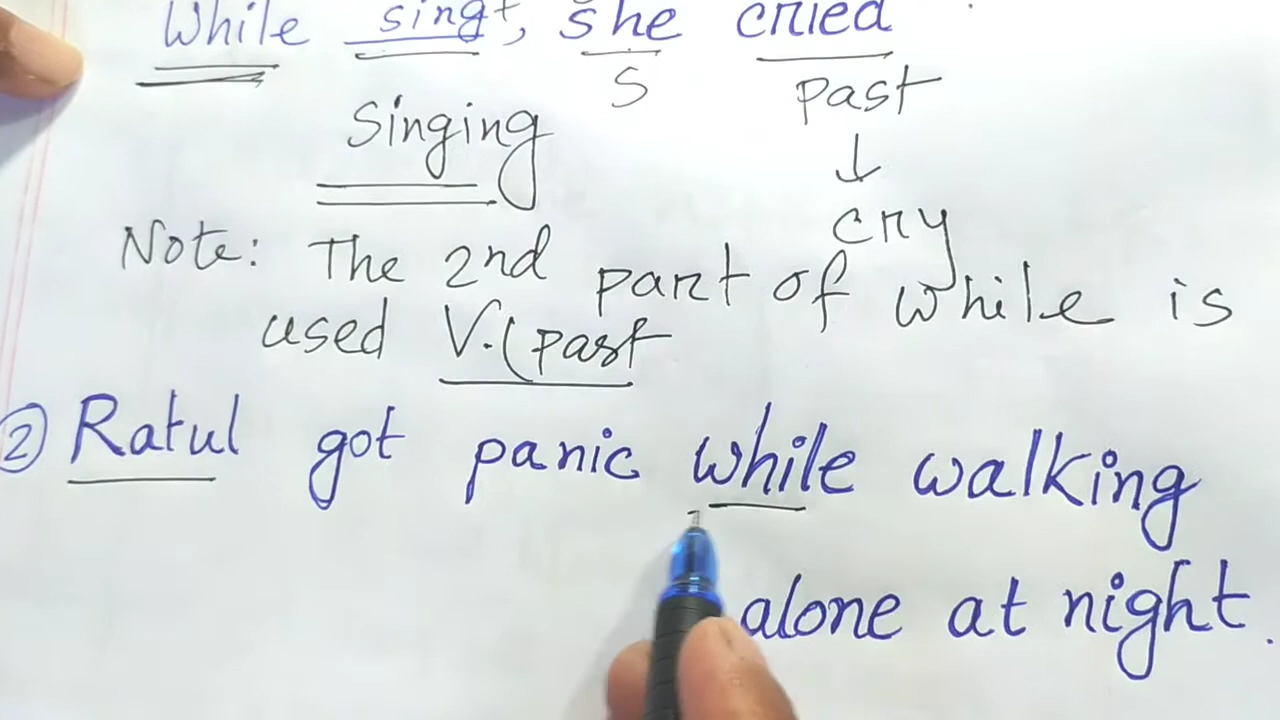 While sing+, she cried
S past
Singing ↓
cry
Note: The 2nd part of while is
used V.(past
② Ratul got panic while walking
alone at night.